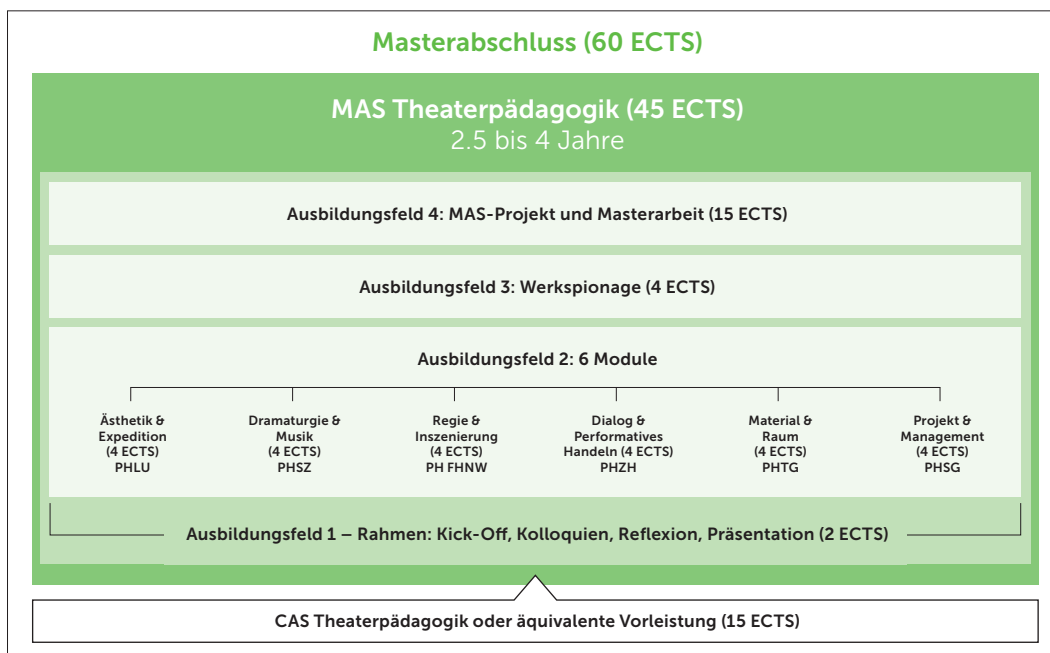 Masterabschluss (60 ECTS)
MAS Theaterpädagogik (45 ECTS)
2.5 bis 4 Jahre
Ausbildungsfeld 4: MAS-Projekt und Masterarbeit (15 ECTS)
Ausbildungsfeld 3: Werkspionage (4 ECTS)
Ausbildungsfeld 2: 6 Module
Ästhetik &
Expedition
(4 ECTS)
PHLU
Dramaturgie &
Musik
(4 ECTS)
PHSZ
Regie &
Inszenierung
(4 ECTS)
PH FHNW
Dialog &
Performatives
Handeln (4 ECTS)
PHZH
Material &
Raum
(4 ECTS)
PHTG
Projekt &
Management
(4 ECTS)
PHSG
Ausbildungsfeld 1 – Rahmen: Kick-Off, Kolloquien, Reflexion, Präsentation (2 ECTS)
CAS Theaterpädagogik oder äquivalente Vorleistung (15 ECTS)